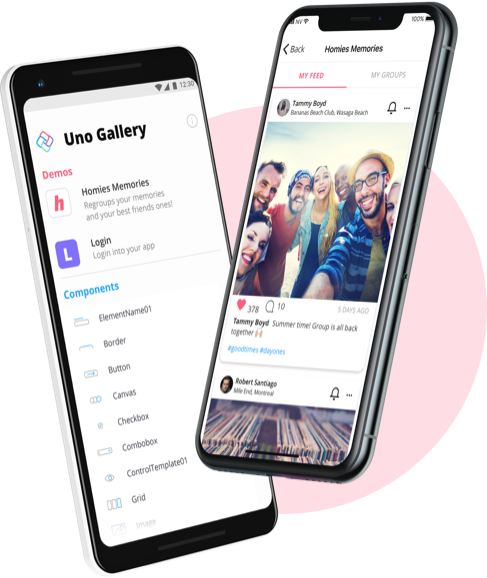 12:30
Uno Gallery
Demos
h
Homies Memories
Regroups your memories
and your best friends ones!
L
Login
Login into your app
Components
ElementName01
Border
Button
Canvas
Checkbox
Combobox
ControlTemplate01
Grid
Image
NV
100%
Back
Homies Memories
MY FEED
MY GROUPS
Tammy Boyd
Bananas Beach Club, Wasaga Beach
378
10
5 DAYS AGO
Tammy Boyd Summer time! Group is all back
together 🙌🏼
#goodtimes #dayones
Robert Santiago
Mile End, Montreal